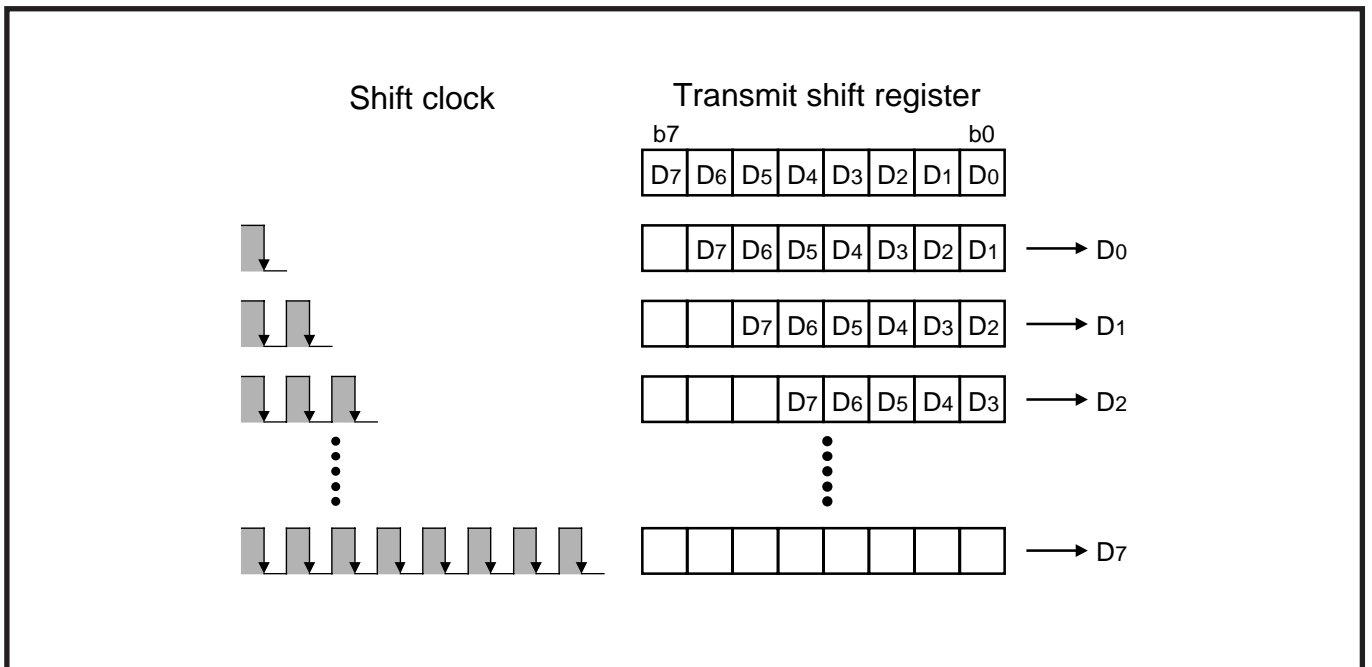 Shift clock
Transmit shift register
b7 b0
D7 D6 D5 D4 D3 D2 D1 D0
D7 D6 D5 D4 D3 D2 D1 D0
D7 D6 D5 D4 D3 D2 D1
D7 D6 D5 D4 D3 D2
D7